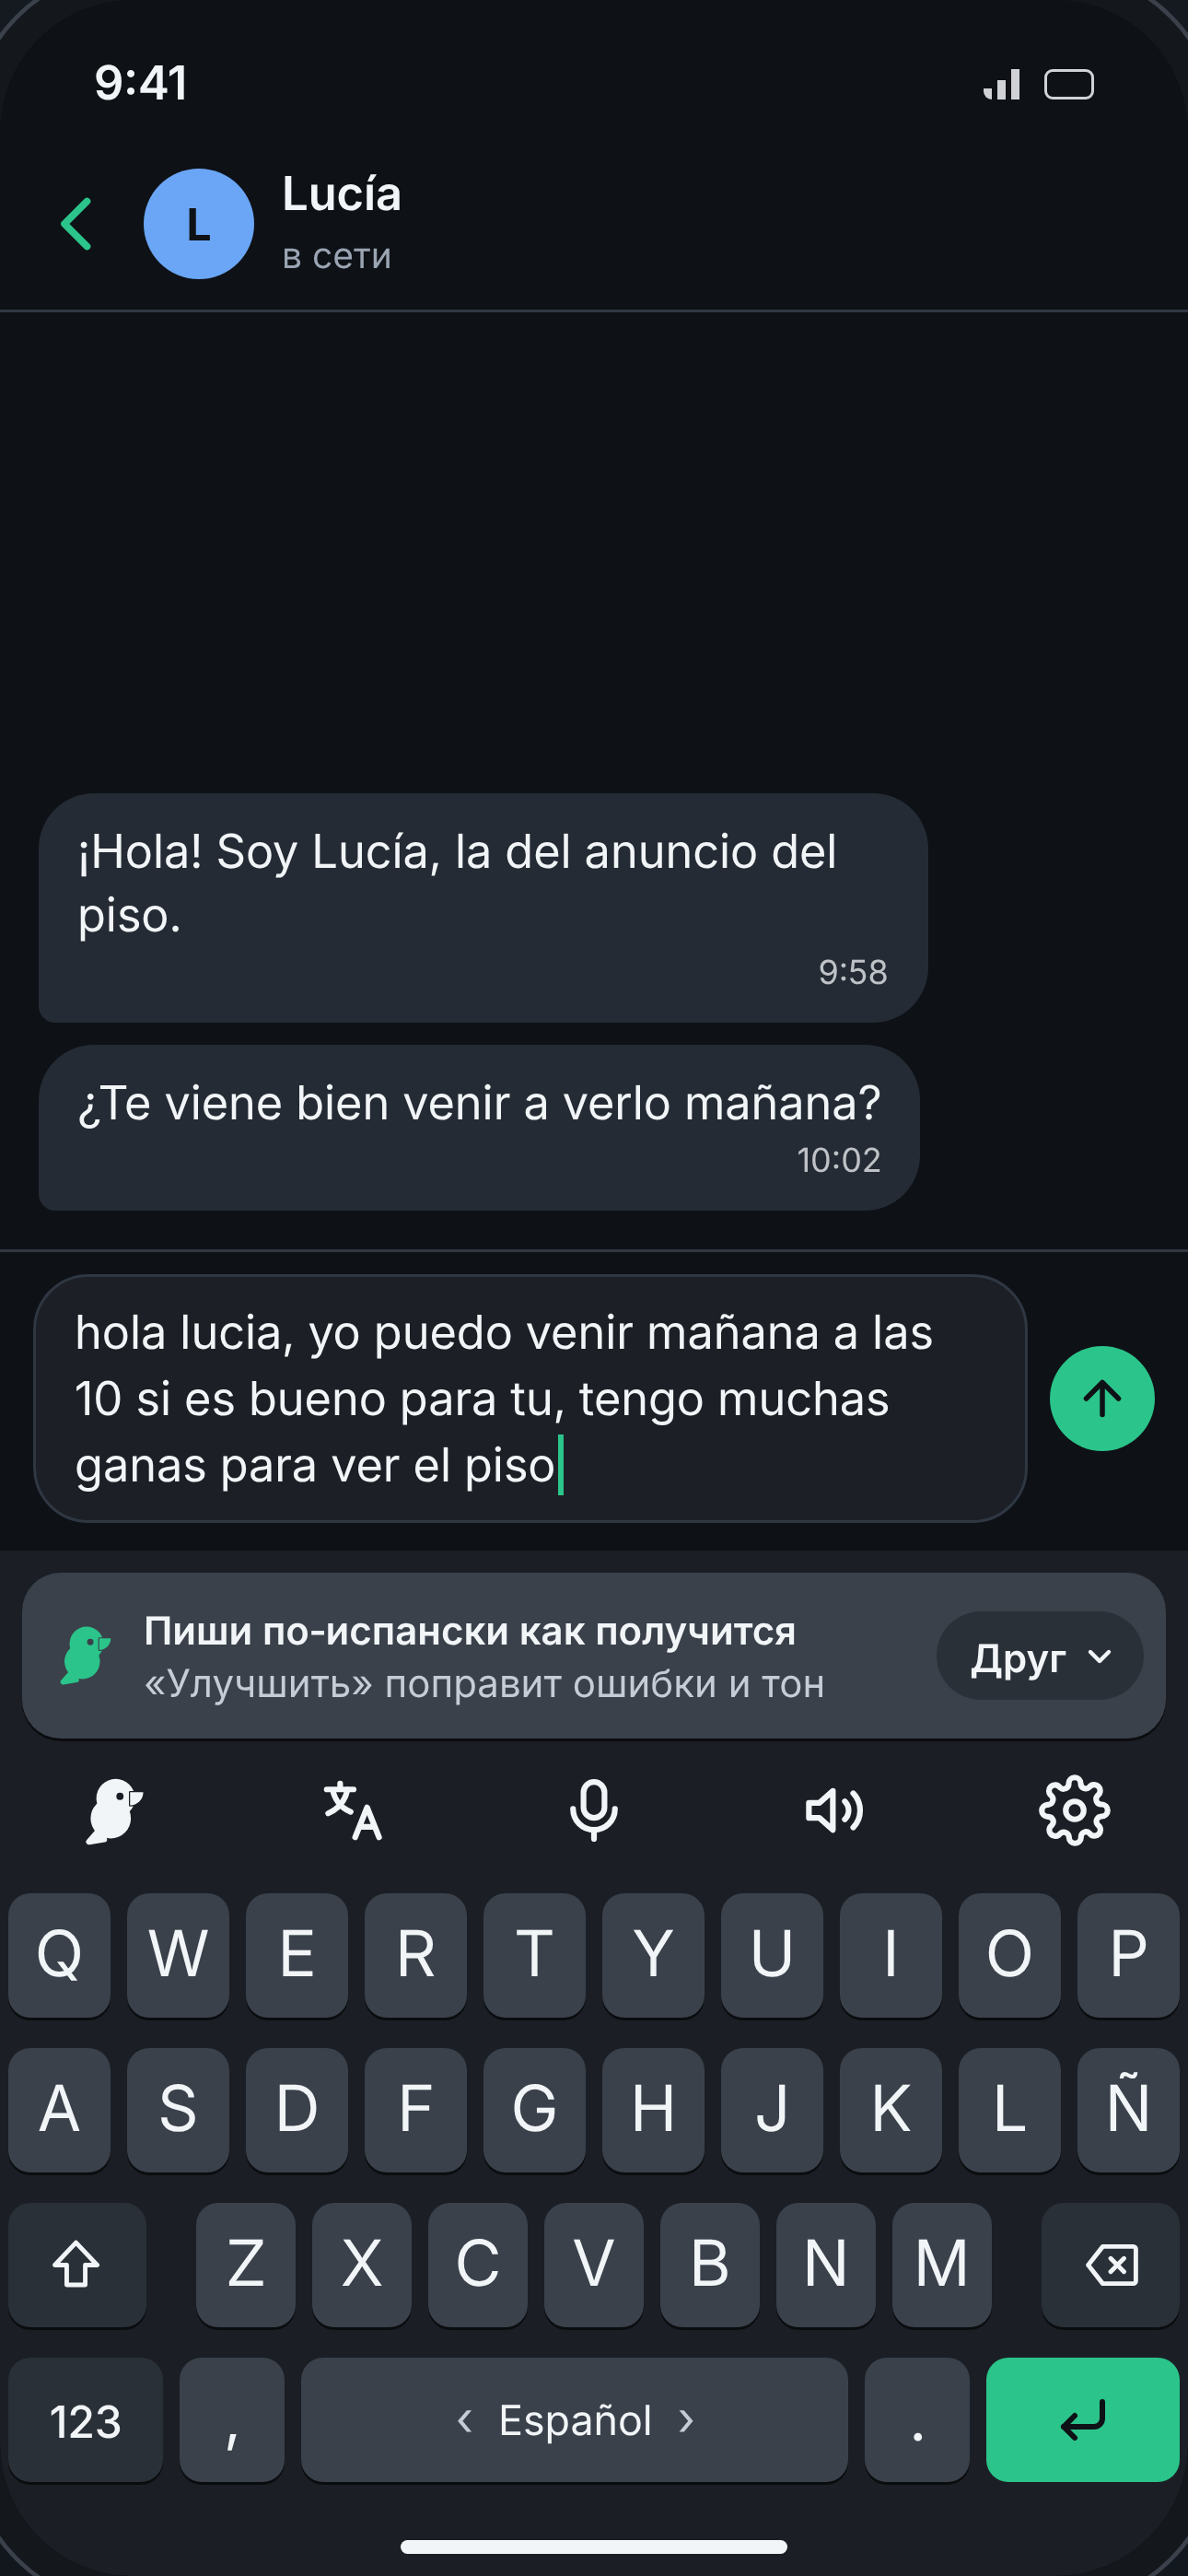 9:41
L
Lucía
в сети
¡Hola! Soy Lucía, la del anuncio del
piso.
9:58
¿Te viene bien venir a verlo mañana?
10:02
hola lucia, yo puedo venir mañana a las
10 si es bueno para tu, tengo muchas
ganas para ver el piso
Пиши по-испански как получится
«Улучшить» поправит ошибки и тон
Друг
文A
Q W E R T Y U I O P
A S D F G H J K L Ñ
Z X C V B N M
123 , ‹ Español › .